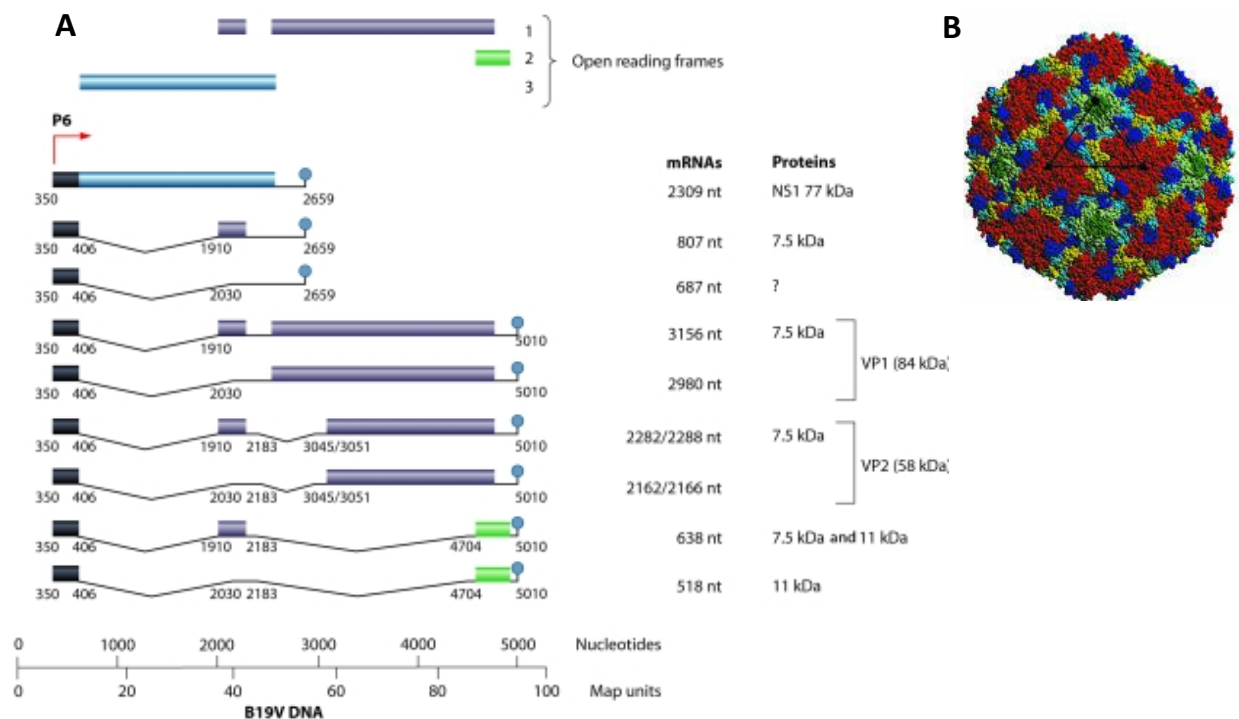 A
B
1
2
3
Open reading frames
P6
mRNAs Proteins
350 2659 2309 nt NS1 77 kDa
350 406 1910 2659 807 nt 7.5 kDa
350 406 2030 2659 687 nt ?
350 406 1910 5010 3156 nt 7.5 kDa
VP1 (84 kDa)
350 406 2030 5010 2980 nt
350 406 1910 2183 3045/3051 5010 2282/2288 nt 7.5 kDa
VP2 (58 kDa)
350 406 2030 2183 3045/3051 5010 2162/2166 nt
350 406 1910 2183 4704 5010 638 nt 7.5 kDa and 11 kDa
350 406 2030 2183 4704 5010 518 nt 11 kDa
0 1000 2000 3000 4000 5000 Nucleotides
0 20 40 60 80 100 Map units
B19V DNA